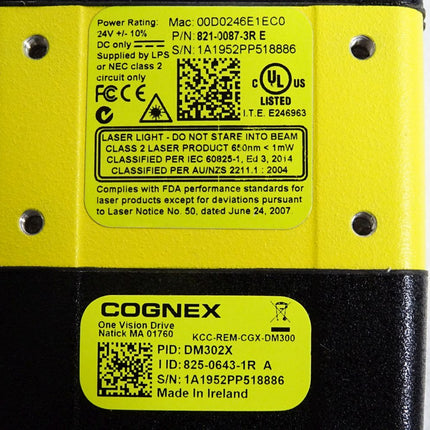 Power Rating:
24V +/- 10%
DC only
Supplied by LPS
or NEC class 2
circuit only
Mac: 00D0246E1EC0
P/N: 821-0087-3R E
S/N: 1A1952PP518886
FCC CE
C UL US
LISTED
I.T.E. E246963
LASER LIGHT - DO NOT STARE INTO BEAM
CLASS 2 LASER PRODUCT 650nm < 1mW
CLASSIFIED PER IEC 60825-1, Ed 3, 2014
CLASSIFIED PER AU/NZS 2211.1 : 2004
Complies with FDA performance standards for
laser products except for deviations pursuant
to Laser Notice No. 50, dated June 24, 2007
COGNEX
One Vision Drive
Natick MA 01760
KCC-REM-CGX-DM300
PID: DM302X
I ID: 825-0643-1R A
S/N: 1A1952PP518886
Made In Ireland